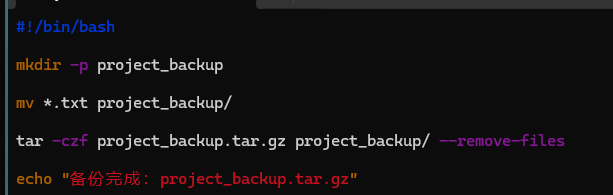 #!/bin/bash
mkdir -p project_backup
mv *.txt project_backup/
tar -czf project_backup.tar.gz project_backup/ --remove-files
echo "备份完成: project_backup.tar.gz"